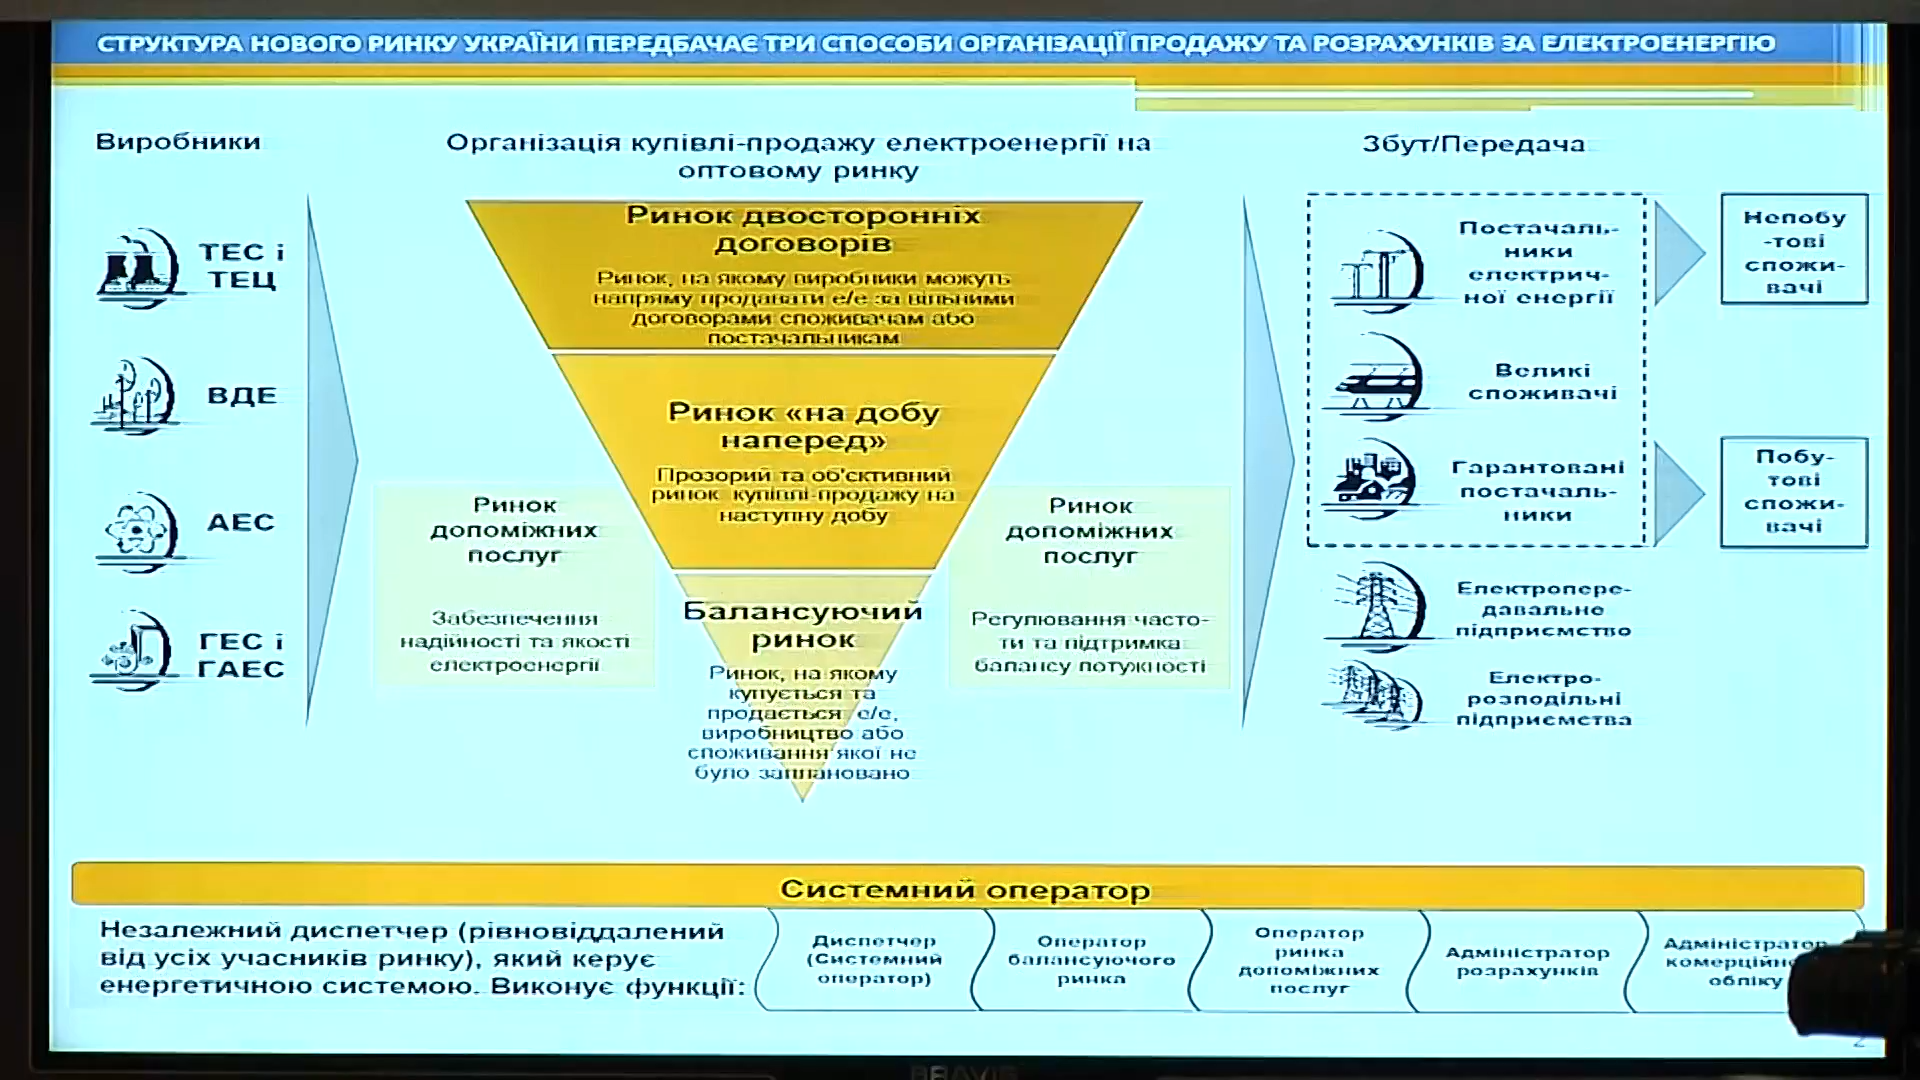 СТРУКТУРА НОВОГО РИНКУ УКРАЇНИ ПЕРЕДБАЧАЄ ТРИ СПОСОБИ ОРГАНІЗАЦІЇ ПРОДАЖУ ТА РОЗРАХУНКІВ ЗА ЕЛЕКТРОЕНЕРГІЮ
Виробники
ТЕС і
ТЕЦ
ВДЕ
АЕС
ГЕС і
ГАЕС
Організація купівлі-продажу електроенергії на
оптовому ринку
Ринок двосторонніх
договорів
Ринок, на якому виробники можуть
напряму продавати е/е за вільними
договорами споживачам або
постачальникам
Ринок «на добу
наперед»
Прозорий та об'єктивний
ринок купівлі-продажу на
наступну добу
Ринок
допоміжних
послуг
Забезпечення
надійності та якості
електроенергії
Балансуючий
ринок
Ринок, на якому
купується та
продається е/е,
виробництво або
споживання якої не
було заплановано
Ринок
допоміжних
послуг
Регулювання часто-
ти та підтримка
балансу потужності
Збут/Передача
Постачаль-
ники
електрич-
ної енергії
Великі
споживачі
Гарантовані
постачаль-
ники
Електропере-
давальне
підприємство
Електро-
розподільні
підприємства
Непобу
-тові
спожи-
вачі
Побу-
тові
спожи-
вачі
Системний оператор
Незалежний диспетчер (рівновіддалений
від усіх учасників ринку), який керує
енергетичною системою. Виконує функції:
Диспетчер
(Системний
оператор)
Оператор
балансуючого
ринка
Оператор
ринка
допоміжних
послуг
Адміністратор
розрахунків
Адміністратор
комерційно
обліку
2
BRAVIS